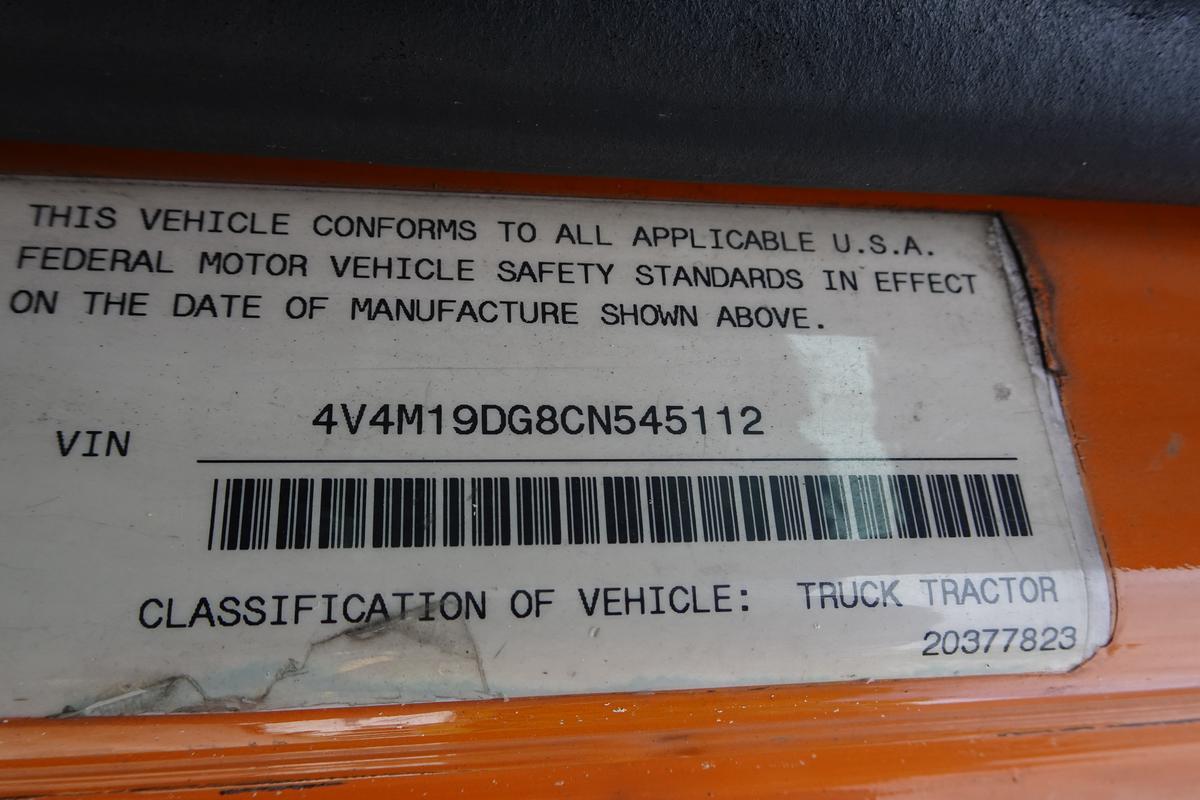 THIS VEHICLE CONFORMS TO ALL APPLICABLE U.S.A.
FEDERAL MOTOR VEHICLE SAFETY STANDARDS IN EFFECT
ON THE DATE OF MANUFACTURE SHOWN ABOVE.
VIN 4V4M19DG8CN545112
CLASSIFICATION OF VEHICLE: TRUCK TRACTOR
20377823